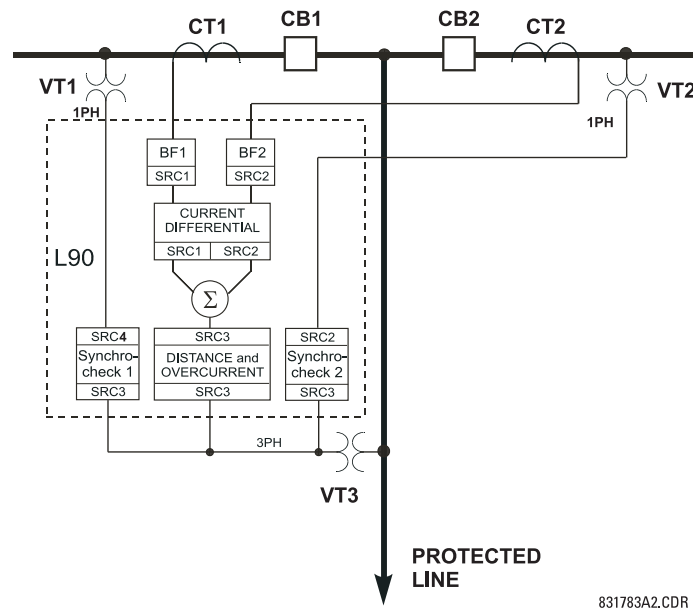 CT1
CB1
CB2
CT2
VT1
VT2
1PH
1PH
BF1
BF2
SRC1
SRC2
CURRENT
DIFFERENTIAL
SRC1
SRC2
L90
Σ
SRC4
SRC3
SRC2
Synchro-
check 1
DISTANCE and
OVERCURRENT
Synchro-
check 2
SRC3
SRC3
SRC3
3PH
VT3
PROTECTED
LINE
831783A2.CDR